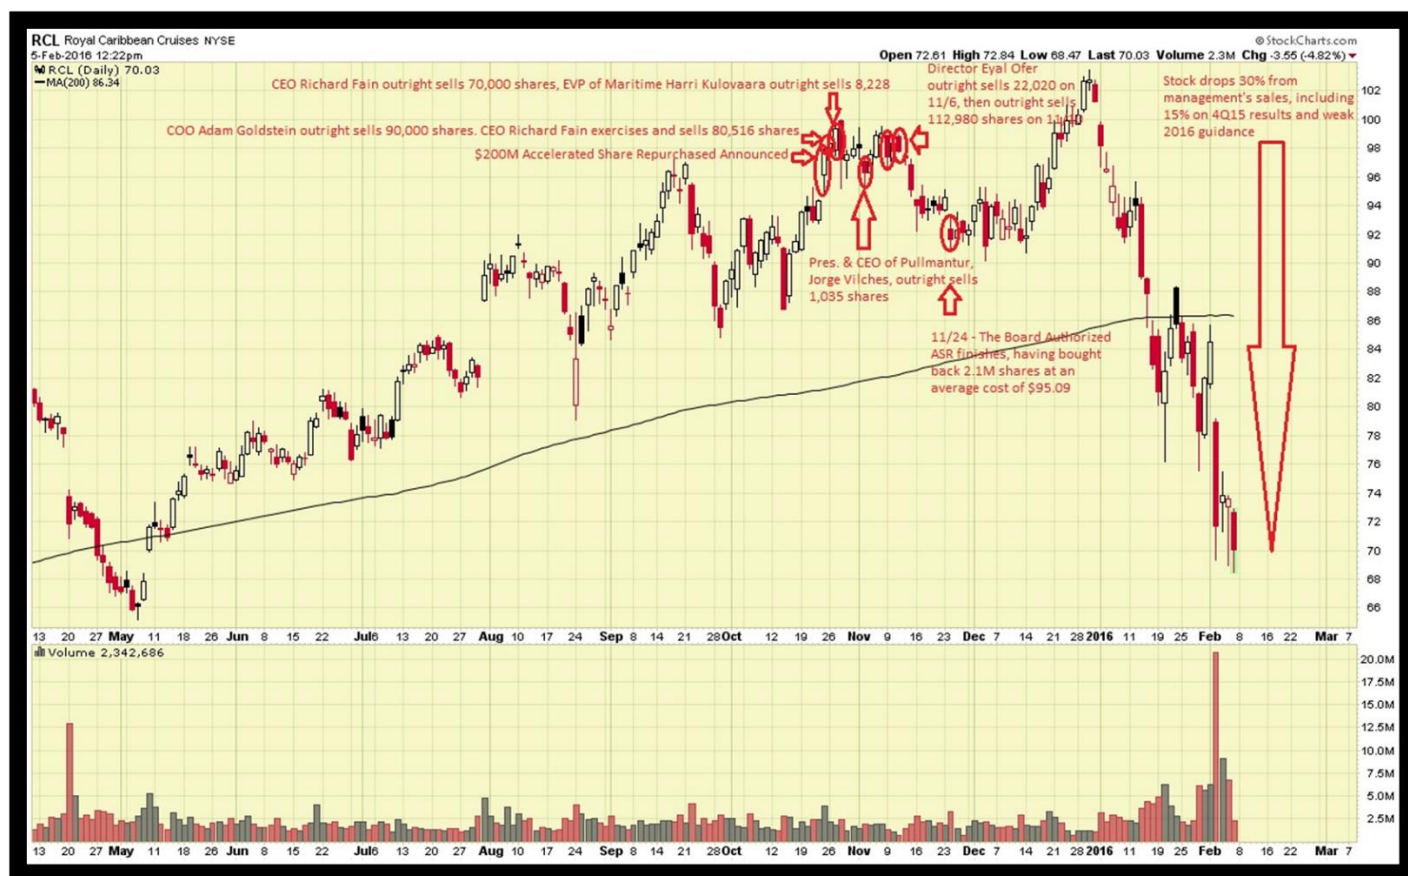 RCL Royal Caribbean Cruises NYSE
© StockCharts.com
5-Feb-2016 12:22pm
Open 72.61 High 72.84 Low 68.47 Last 70.03 Volume 2.3M Chg -3.55 (-4.82%)
RCL (Daily) 70.03
MA(200) 86.34
CEO Richard Fain outright sells 70,000 shares, EVP of Maritime Harri Kulovaara outright sells 8,228
COO Adam Goldstein outright sells 90,000 shares. CEO Richard Fain exercises and sells 80,516 shares
$200M Accelerated Share Repurchased Announced
Director Eyal Ofer
outright sells 22,020 on
11/6, then outright sells
112,980 shares on
Stock drops 30% from
management's sales, including
15% on 4Q15 results and weak
2016 guidance
Pres. & CEO of Pullmantur,
Jorge Vilches, outright sells
1,035 shares
11/24 - The Board Authorized
ASR finishes, having bought
back 2.1M shares at an
average cost of $95.09
102
100
98
96
94
92
90
88
86
84
82
80
78
76
74
72
70
68
66
13 20 27 May 11 18 26 Jun 8 15 22 Jul6 13 20 27 Aug 10 17 24 Sep 8 14 21 28Oct 12 19 26 Nov 9 16 23 Dec 7 14 21 28 2016 11 19 25 Feb 8 16 22 Mar 7
Volume 2,342,686
20.0M
17.5M
15.0M
12.5M
10.0M
7.5M
5.0M
2.5M
13 20 27 May 11 18 26 Jun 8 15 22 Jul6 13 20 27 Aug 10 17 24 Sep 8 14 21 28Oct 12 19 26 Nov 9 16 23 Dec 7 14 21 28 2016 11 19 25 Feb 8 16 22 Mar 7